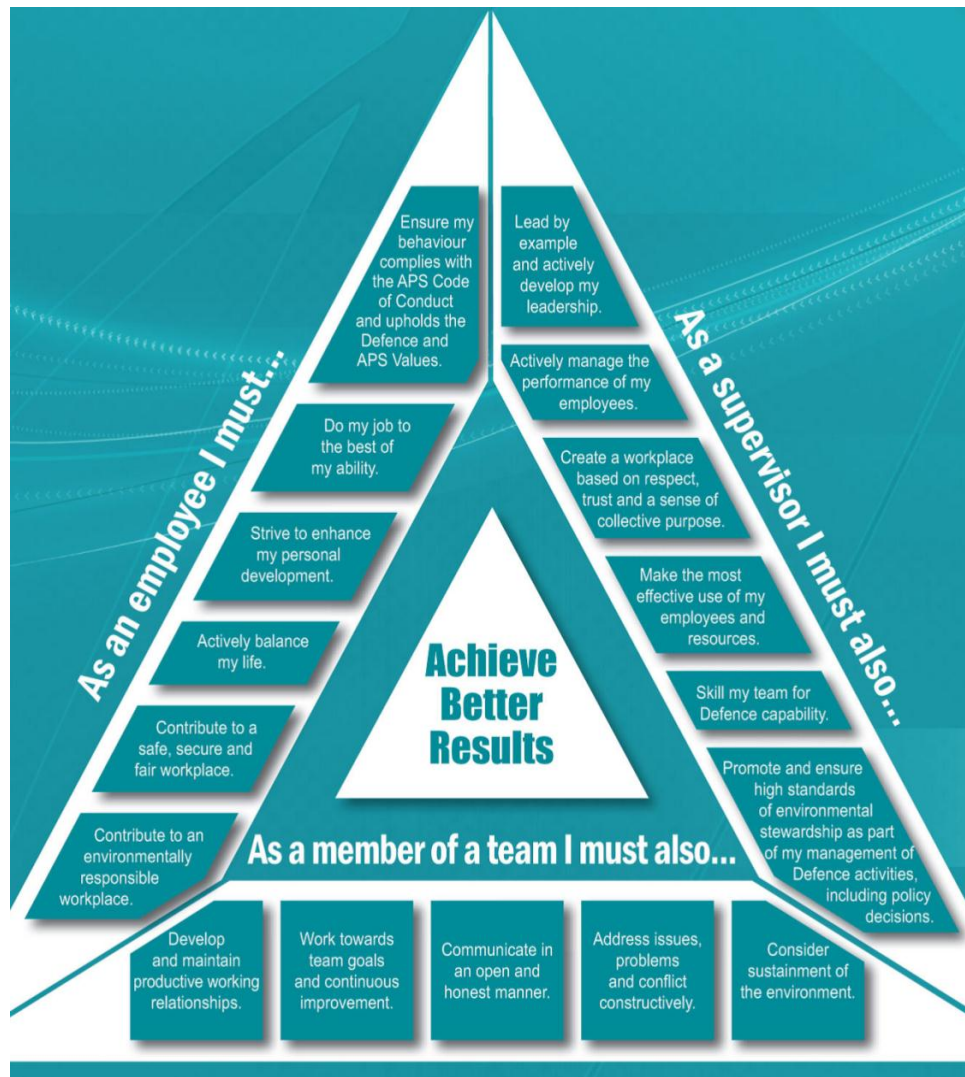 As an employee I must...
Ensure my
behaviour
complies with
the APS Code
of Conduct
and upholds the
Defence and
APS Values.
Do my job to
the best of
my ability.
Strive to enhance
my personal
development.
Actively balance
my life.
Contribute to a
safe, secure and
fair workplace.
Contribute to an
environmentally
responsible
workplace.
As a supervisor I must also...
Lead by
example
and actively
develop my
leadership.
Actively manage the
performance of my
employees.
Create a workplace
based on respect,
trust and a sense of
collective purpose.
Make the most
effective use of my
employees and
resources.
Skill my team for
Defence capability.
Promote and ensure
high standards
of environmental
stewardship as part
of my management of
Defence activities,
including policy
decisions.
Achieve
Better
Results
As a member of a team I must also...
Develop
and maintain
productive working
relationships.
Work towards
team goals
and continuous
improvement.
Communicate in
an open and
honest manner.
Address issues,
problems
and conflict
constructively.
Consider
sustainment of
the environment.